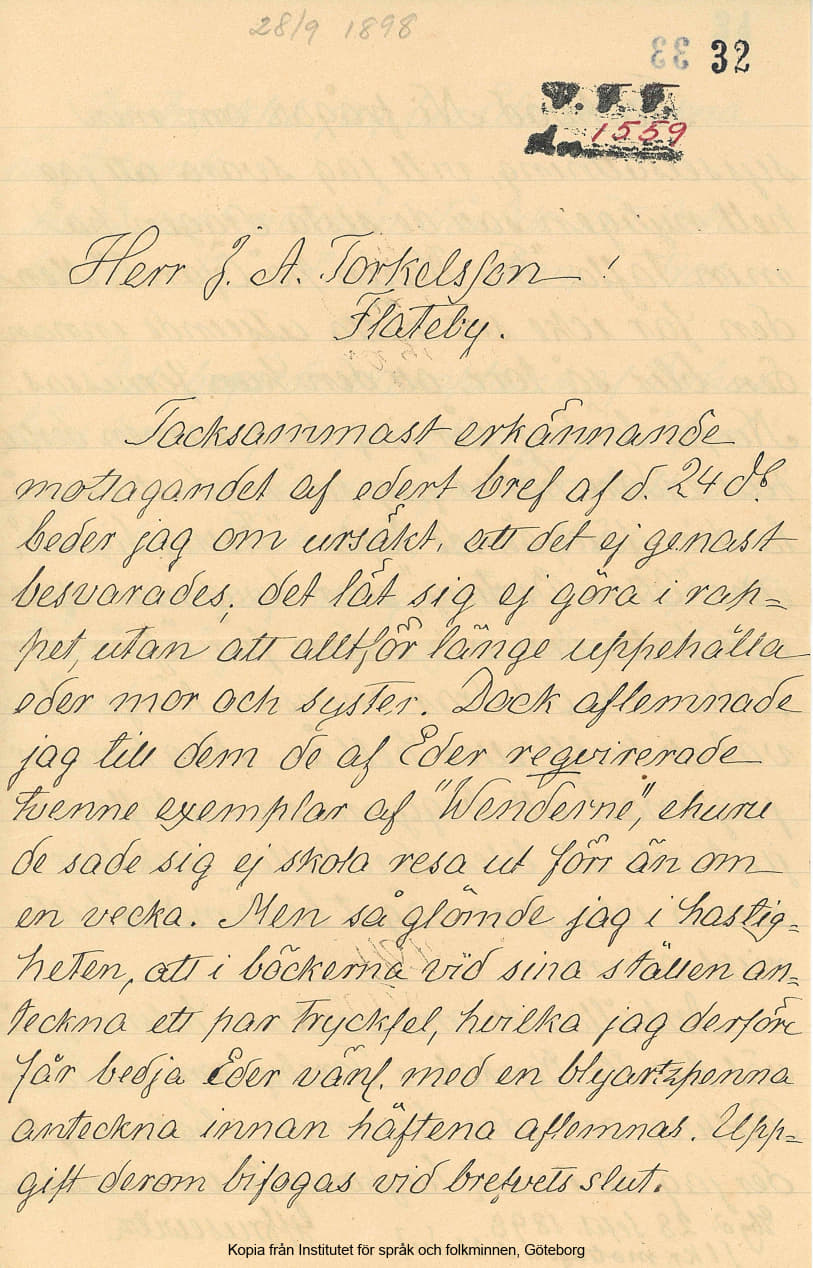 28/9 1898
33 32
V. F. F.
1559
Herr J. A. Torkelsson!
Flateby.
Tacksammast erkännande
mottagandet af edert bref af d. 24 ds.
beder jag om ursäkt, att det ej genast
besvarades, det lät sig ej göra i rap=
pet, utan att alltför länge uppehålla
eder mor och syster. Dock aflemnade
jag till dem de af Eder reqvirerade
tvenne exemplar af "Wenderne", ehuru
de sade sig ej skola resa ut förr än om
en vecka. Men så glömde jag i hastig=
heten, att i böckerna vid sina ställen an=
teckna ett par tryckfel, hvilka jag derföre
får bedja Eder vänl. med en blyartzpenna
anteckna innan häftena aflemnas. Upp=
gift derom bifogas vid brefvets slut.
Kopia från Institutet för språk och folkminnen, Göteborg